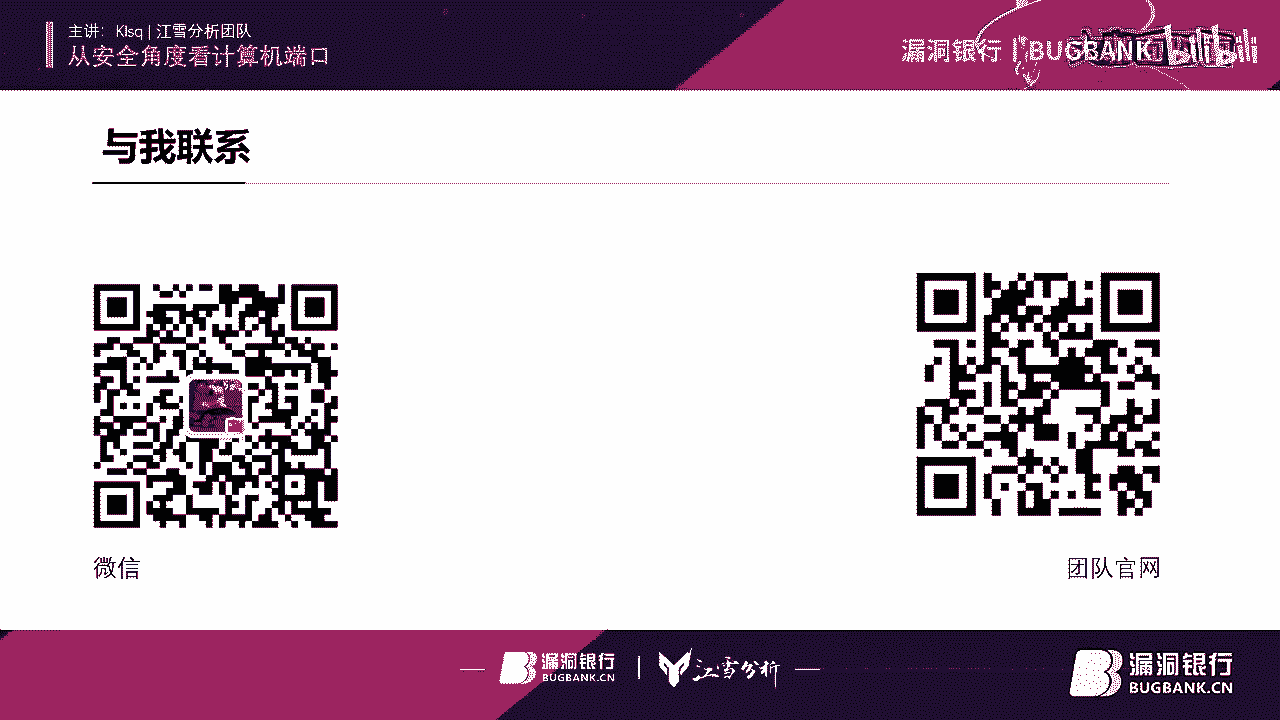 主讲：Klsq | 江雪分析团队
从安全角度看计算机端口
漏洞银行 | BUGBANK
bilibili
与我联系
微信
团队官网
漏洞银行
BUGBANK.CN
江雪分析
漏洞银行
BUGBANK.CN